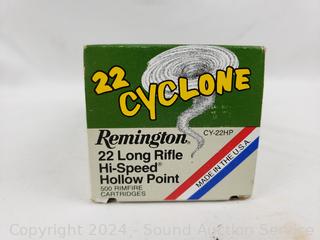 22 CYCLONE
Remington®
CY-22HP
22 Long Rifle
Hi-Speed®
Hollow Point
500 RIMFIRE
CARTRIDGES
MADE IN THE U.S.A.
Copyright 2024 - Sound Auction Service